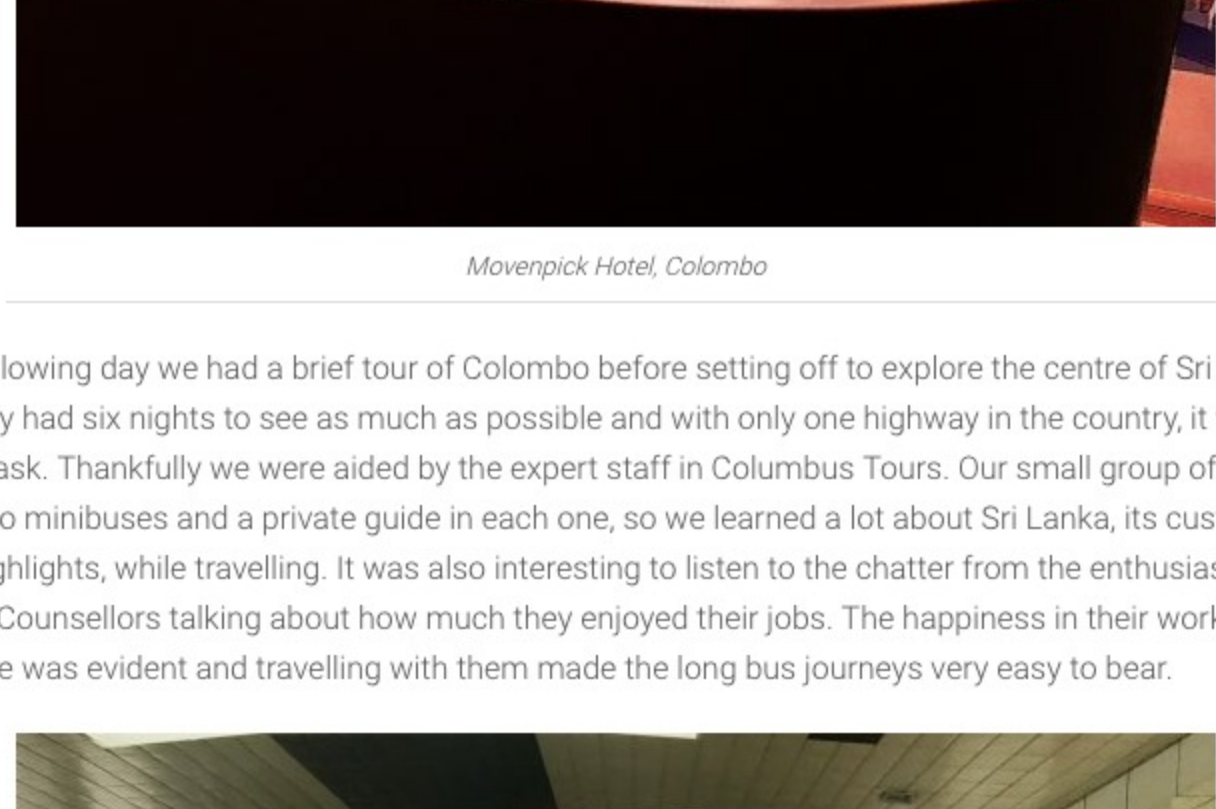 Movenpick Hotel, Colombo
lowing day we had a brief tour of Colombo before setting off to explore the centre of Sri
y had six nights to see as much as possible and with only one highway in the country, it
ask. Thankfully we were aided by the expert staff in Columbus Tours. Our small group of
o minibuses and a private guide in each one, so we learned a lot about Sri Lanka, its cus
ghlights, while travelling. It was also interesting to listen to the chatter from the enthusias
Counsellors talking about how much they enjoyed their jobs. The happiness in their work
e was evident and travelling with them made the long bus journeys very easy to bear.